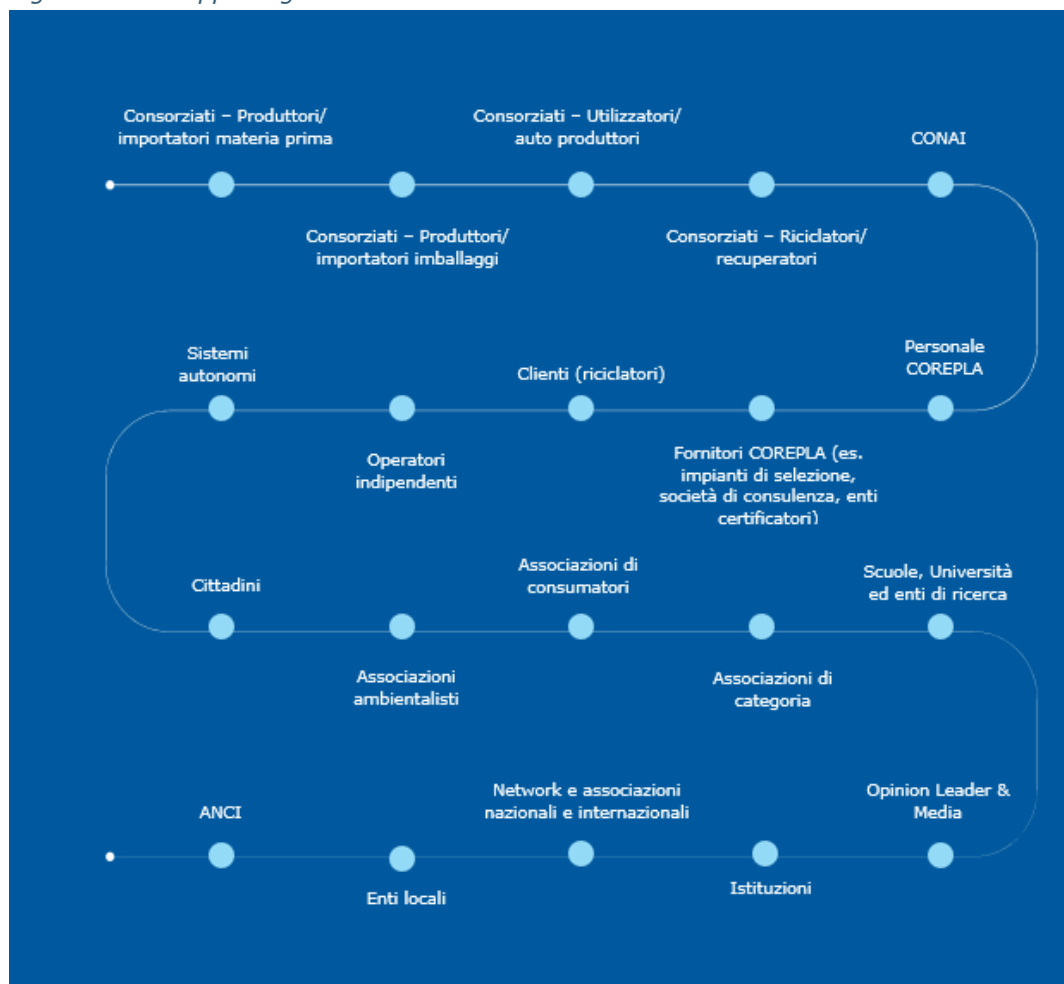 Consorziati – Produttori/
importatori materia prima
Consorziati – Utilizzatori/
auto produttori
CONAI
Consorziati – Produttori/
importatori imballaggi
Consorziati – Riciclatori/
recuperatori
Sistemi
autonomi
Clienti (riciclatori)
Personale
COREPLA
Operatori
indipendenti
Fornitori COREPLA (es.
impianti di selezione,
società di consulenza, enti
certificatori)
Cittadini
Associazioni di
consumatori
Scuole, Università
ed enti di ricerca
Associazioni
ambientalisti
Associazioni di
categoria
ANCI
Network e associazioni
nazionali e internazionali
Opinion Leader &
Media
Enti locali
Istituzioni